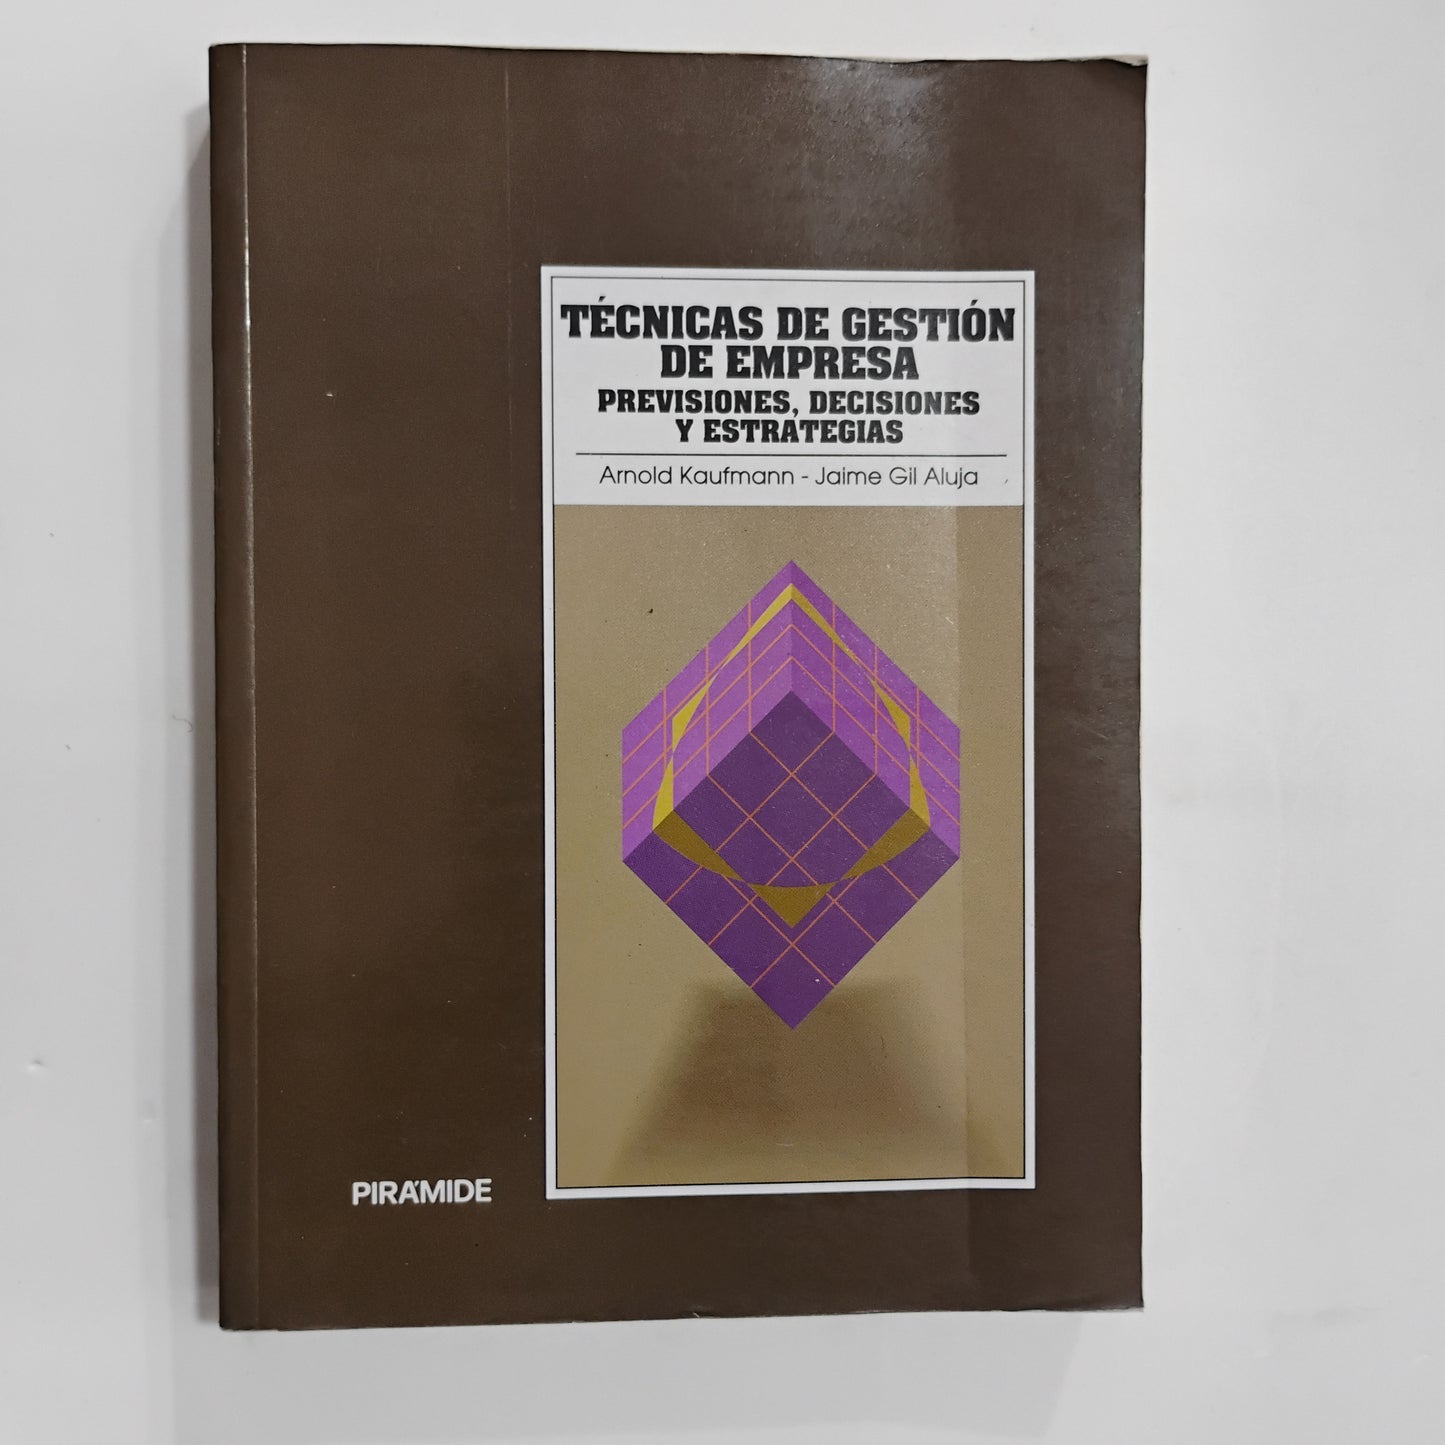 TÉCNICAS DE GESTIÓN
DE EMPRESA
PREVISIONES, DECISIONES
Y ESTRATEGIAS
Arnold Kaufmann - Jaime Gil Aluja
PIRÁMIDE